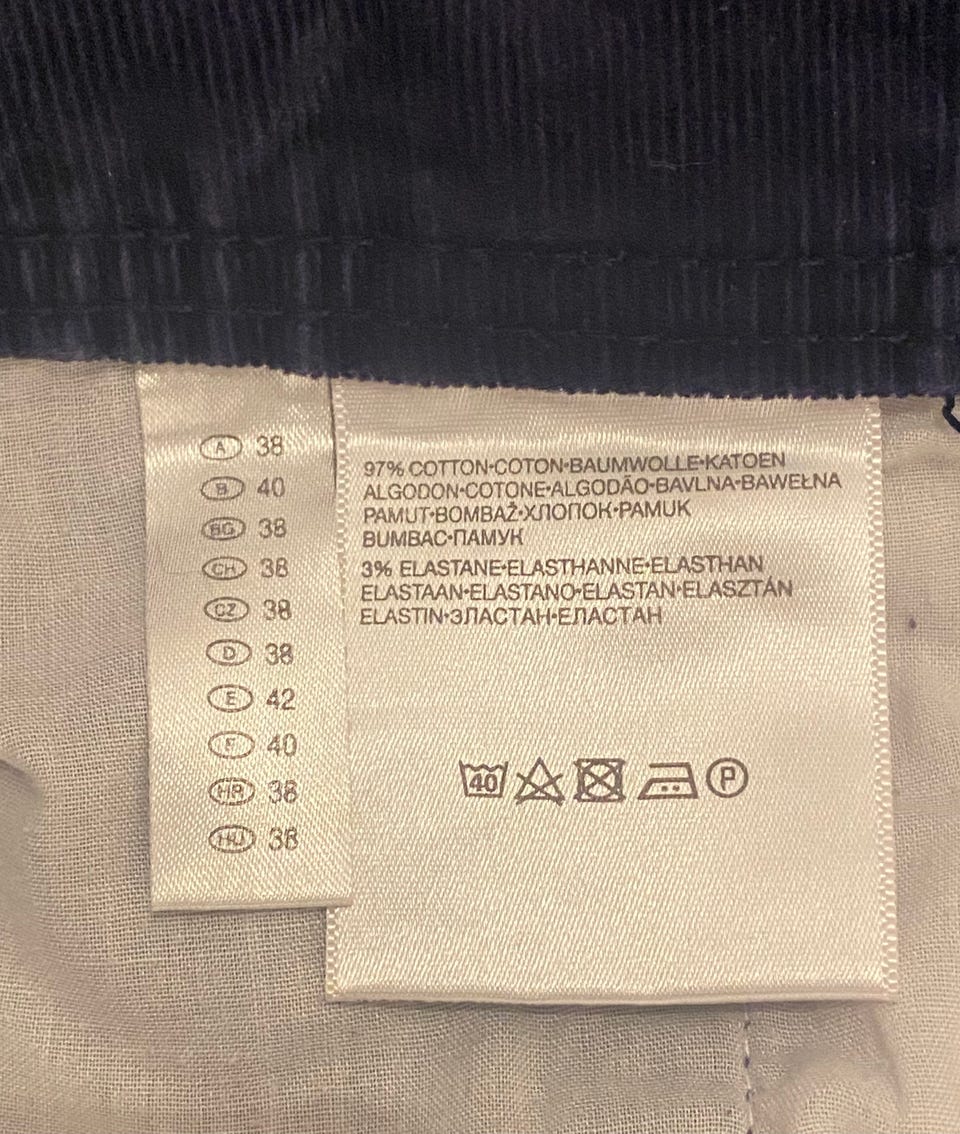 A 38
B 40
BG 38
CH 38
CZ 38
D 38
E 42
F 40
HR 38
HU 38
97% COTTON•COTON•BAUMWOLLE•KATOEN
ALGODON•COTONE•ALGODÃO•BAVLNA•BAWEŁNA
PAMUT•BOMBAŽ•ХЛОПОК•PAMUK
BUMBAC•ПАМУК
3% ELASTANE•ELASTHANNE•ELASTHAN
ELASTAAN•ELASTANO•ELASTAN•ELASZTÁN
ELASTIN•ЭЛАСТАН•ЕЛАСТАН
40 P